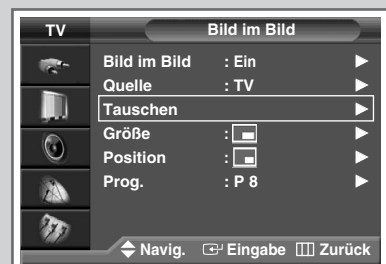 TV Bild im Bild
Bild im Bild : Ein
Quelle : TV
Tauschen
Größe :
Position :
Prog. : P 8
Navig. Eingabe Zurück